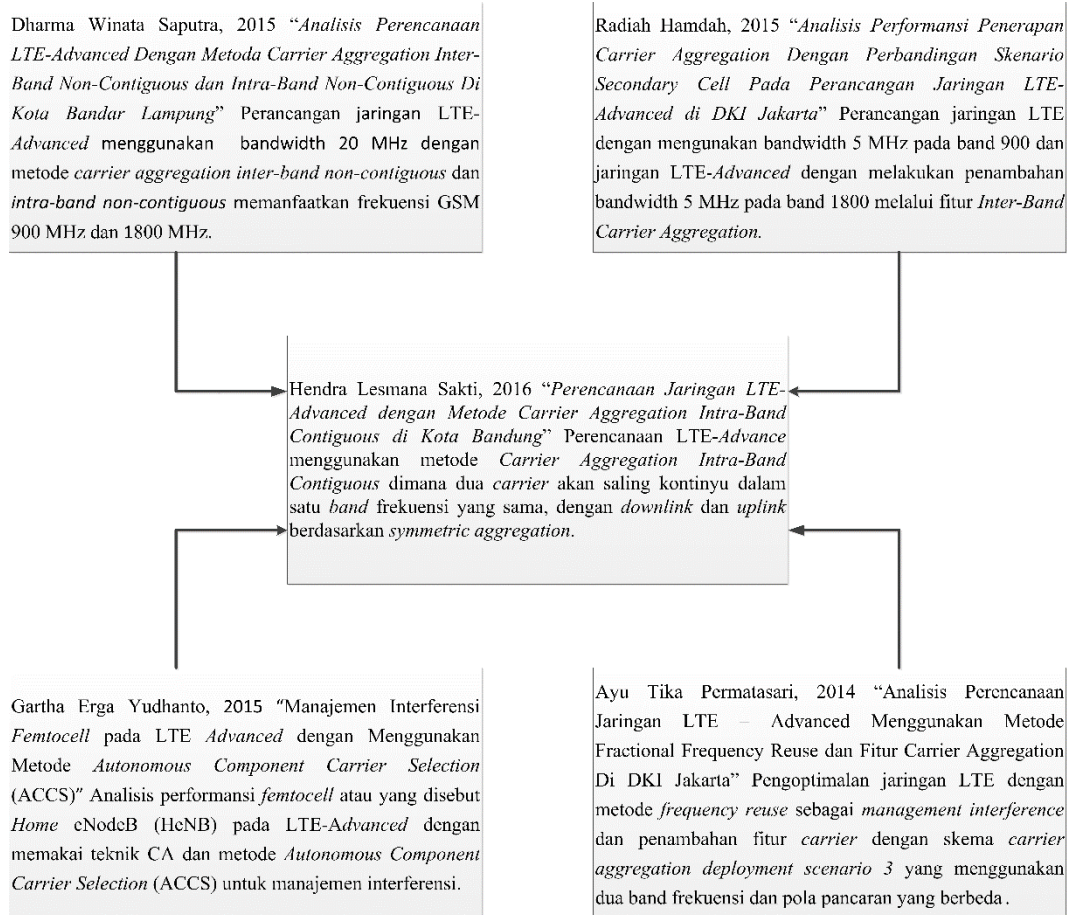 Dharma Winata Saputra, 2015 “Analisis Perencanaan
LTE-Advanced Dengan Metoda Carrier Aggregation Inter-
Band Non-Contiguous dan Intra-Band Non-Contiguous Di
Kota Bandar Lampung” Perancangan jaringan LTE-
Advanced menggunakan bandwidth 20 MHz dengan
metode carrier aggregation inter-band non-contiguous dan
intra-band non-contiguous memanfaatkan frekuensi GSM
900 MHz dan 1800 MHz.
Radiah Hamdah, 2015 “Analisis Performansi Penerapan
Carrier Aggregation Dengan Perbandingan Skenario
Secondary Cell Pada Perancangan Jaringan LTE-
Advanced di DKI Jakarta” Perancangan jaringan LTE
dengan mengunakan bandwidth 5 MHz pada band 900 dan
jaringan LTE-Advanced dengan melakukan penambahan
bandwidth 5 MHz pada band 1800 melalui fitur Inter-Band
Carrier Aggregation.
Hendra Lesmana Sakti, 2016 “Perencanaan Jaringan LTE-
Advanced dengan Metode Carrier Aggregation Intra-Band
Contiguous di Kota Bandung” Perencanaan LTE-Advance
menggunakan metode Carrier Aggregation Intra-Band
Contiguous dimana dua carrier akan saling kontinyu dalam
satu band frekuensi yang sama, dengan downlink dan uplink
berdasarkan symmetric aggregation.
Gartha Erga Yudhanto, 2015 “Manajemen Interferensi
Femtocell pada LTE Advanced dengan Menggunakan
Metode Autonomous Component Carrier Selection
(ACCS)” Analisis performansi femtocell atau yang disebut
Home eNodeB (HeNB) pada LTE-Advanced dengan
memakai teknik CA dan metode Autonomous Component
Carrier Selection (ACCS) untuk manajemen interferensi.
Ayu Tika Permatasari, 2014 “Analisis Perencanaan
Jaringan LTE – Advanced Menggunakan Metode
Fractional Frequency Reuse dan Fitur Carrier Aggregation
Di DKI Jakarta” Pengoptimalan jaringan LTE dengan
metode frequency reuse sebagai management interference
dan penambahan fitur carrier dengan skema carrier
aggregation deployment scenario 3 yang menggunakan
dua band frekuensi dan pola pancaran yang berbeda.